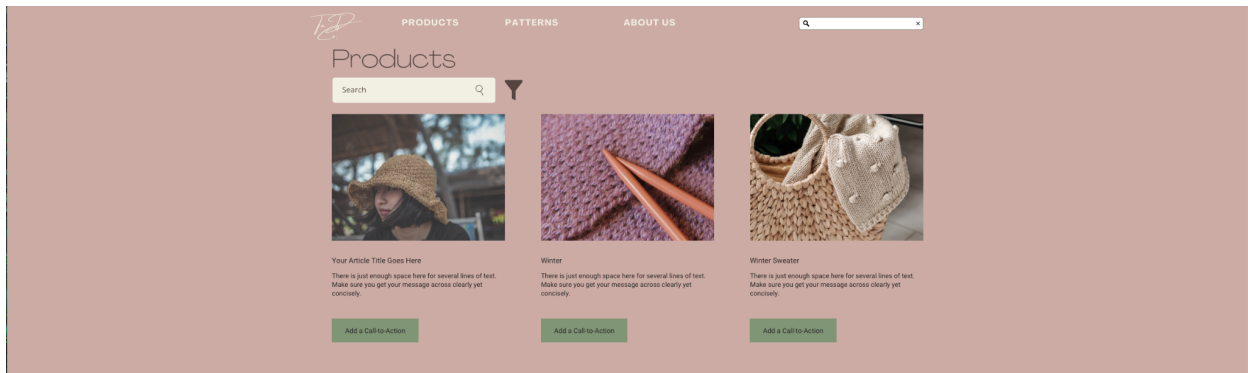 PRODUCTS PATTERNS ABOUT US
Products
Search
Your Article Title Goes Here
There is just enough space here for several lines of text.
Make sure you get your message across clearly yet
concisely.
Add a Call-to-Action
Winter
There is just enough space here for several lines of text.
Make sure you get your message across clearly yet
concisely.
Add a Call-to-Action
Winter Sweater
There is just enough space here for several lines of text.
Make sure you get your message across clearly yet
concisely.
Add a Call-to-Action